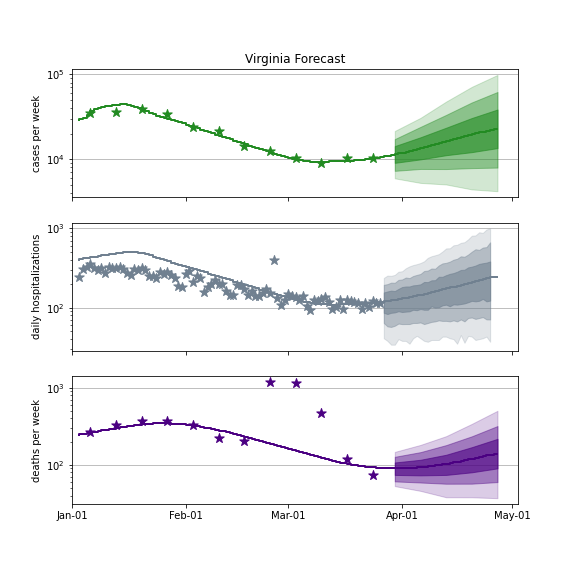 Virginia Forecast
cases per week
10^5
10^4
daily hospitalizations
10^3
10^2
deaths per week
10^3
10^2
Jan-01 Feb-01 Mar-01 Apr-01 May-01